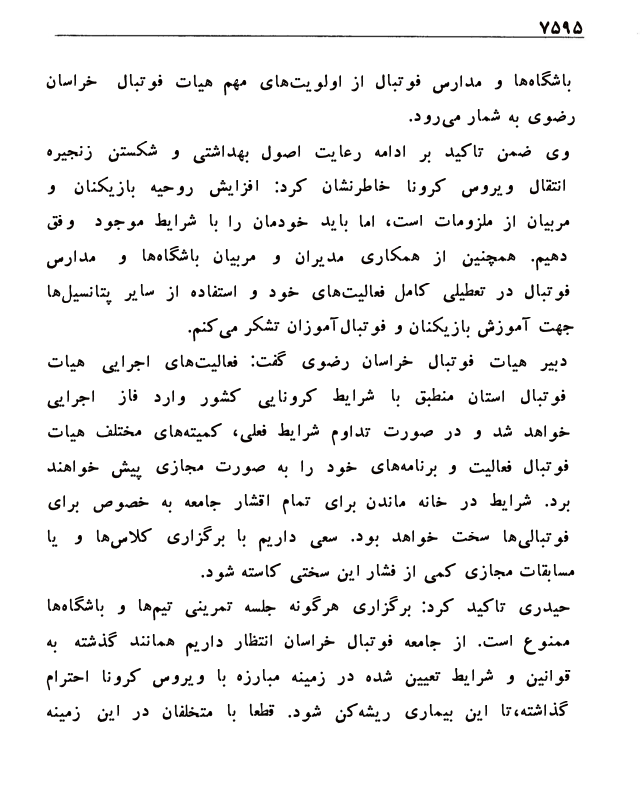 ۷۵۹۵
باشگاه‌ها و مدارس فوتبال از اولویت‌های مهم هیات فوتبال خراسان
رضوی به شمار می‌رود.
وی ضمن تاکید بر ادامه رعایت اصول بهداشتی و شکستن زنجیره
انتقال ویروس کرونا خاطرنشان کرد: افزایش روحیه بازیکنان و
مربیان از ملزومات است، اما باید خودمان را با شرایط موجود وفق
دهیم. همچنین از همکاری مدیران و مربیان باشگاه‌ها و مدارس
فوتبال در تعطیلی کامل فعالیت‌های خود و استفاده از سایر پتانسیل‌ها
جهت آموزش بازیکنان و فوتبال‌آموزان تشکر می‌کنم.
دبیر هیات فوتبال خراسان رضوی گفت: فعالیت‌های اجرایی هیات
فوتبال استان منطبق با شرایط کرونایی کشور وارد فاز اجرایی
خواهد شد و در صورت تداوم شرایط فعلی، کمیته‌های مختلف هیات
فوتبال فعالیت و برنامه‌های خود را به صورت مجازی پیش خواهند
برد. شرایط در خانه ماندن برای تمام اقشار جامعه به خصوص برای
فوتبالی‌ها سخت خواهد بود. سعی داریم با برگزاری کلاس‌ها و یا
مسابقات مجازی کمی از فشار این سختی کاسته شود.
حیدری تاکید کرد: برگزاری هرگونه جلسه تمرینی تیم‌ها و باشگاه‌ها
ممنوع است. از جامعه فوتبال خراسان انتظار داریم همانند گذشته به
قوانین و شرایط تعیین شده در زمینه مبارزه با ویروس کرونا احترام
گذاشته،تا این بیماری ریشه‌کن شود. قطعا با متخلفان در این زمینه